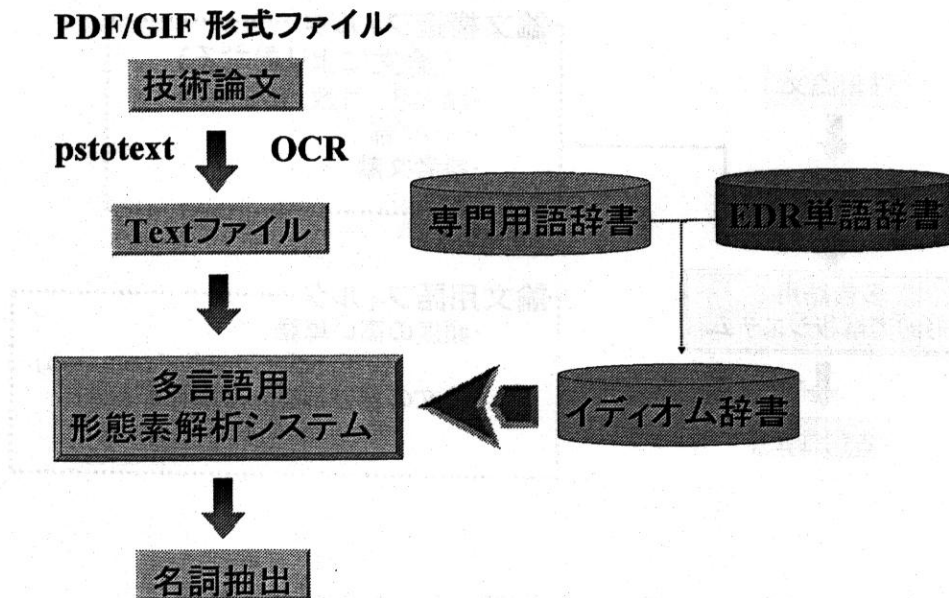 PDF/GIF 形式ファイル
技術論文
pstotext OCR
Textファイル
専門用語辞書
EDR単語辞書
多言語用
形態素解析システム
イディオム辞書
名詞抽出